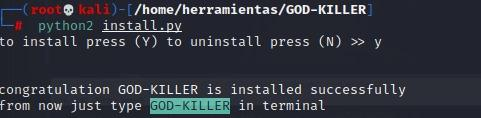 (root💀kali)-[/home/herramientas/GOD-KILLER]
# python2 install.py
to install press (Y) to uninstall press (N) >> y
congratulation GOD-KILLER is installed successfully
from now just type GOD-KILLER in terminal